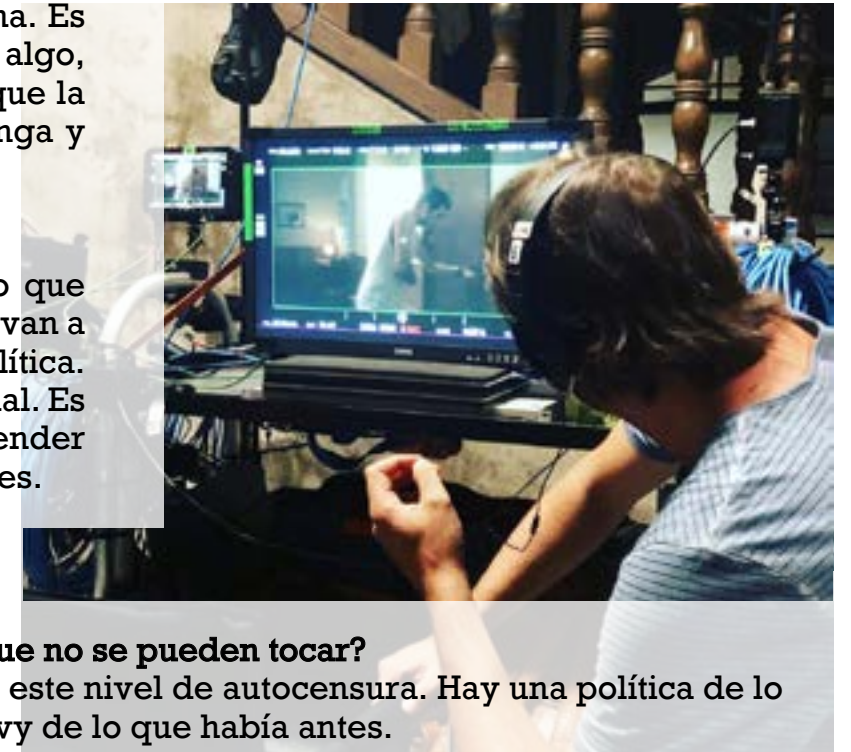 na. Es
algo,
que la
nga y
o que
van a
lítica.
al. Es
ender
es.
ue no se pueden tocar?
este nivel de autocensura. Hay una política de lo
vy de lo que había antes.